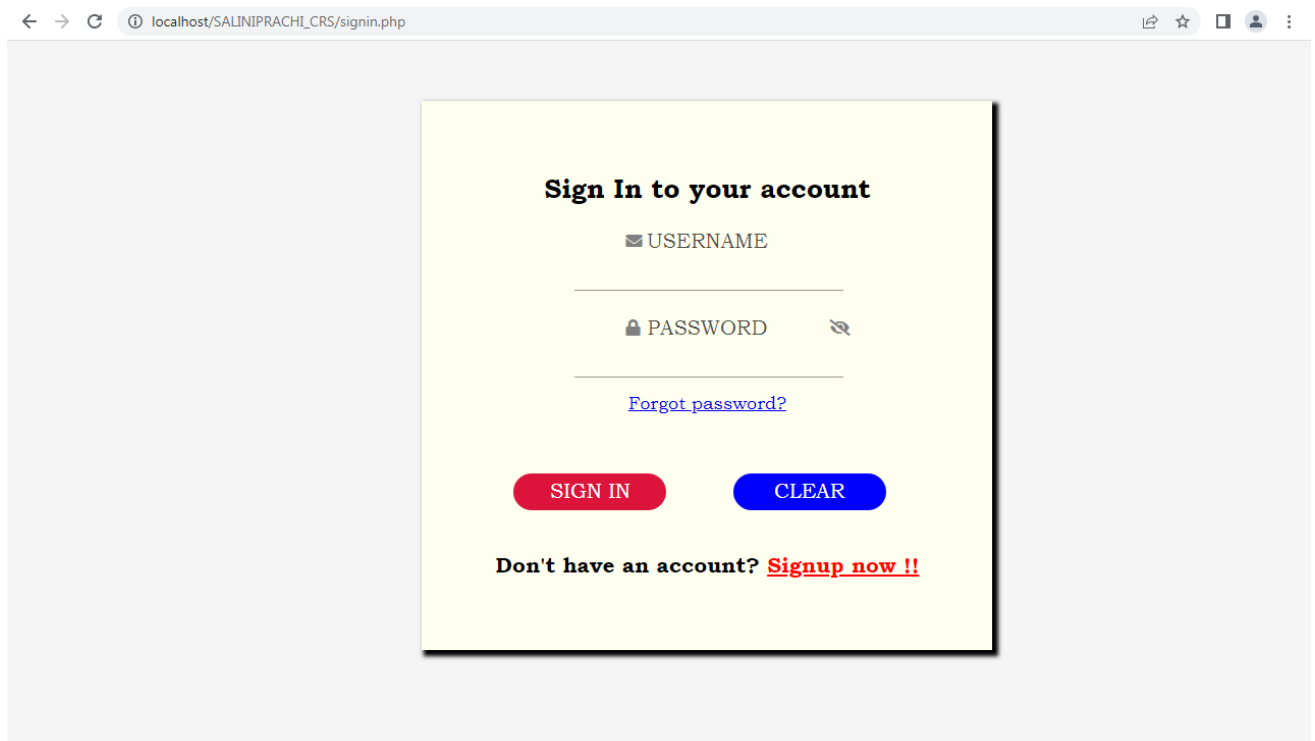 localhost/SALINIPRACHI_CRS/signin.php
Sign In to your account
USERNAME
PASSWORD
Forgot password?
SIGN IN CLEAR
Don't have an account? Signup now !!